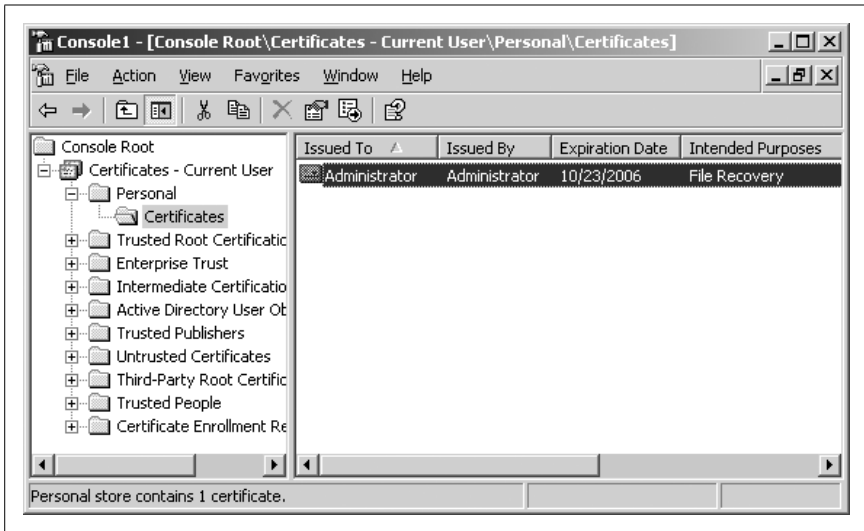 Console1 - [Console Root\Certificates - Current User\Personal\Certificates]
File Action View Favorites Window Help
Console Root
Certificates - Current User
Personal
Certificates
Trusted Root Certificatic
Enterprise Trust
Intermediate Certificatio
Active Directory User Ob
Trusted Publishers
Untrusted Certificates
Third-Party Root Certific
Trusted People
Certificate Enrollment Re
Issued To Issued By Expiration Date Intended Purposes
Administrator Administrator 10/23/2006 File Recovery
Personal store contains 1 certificate.